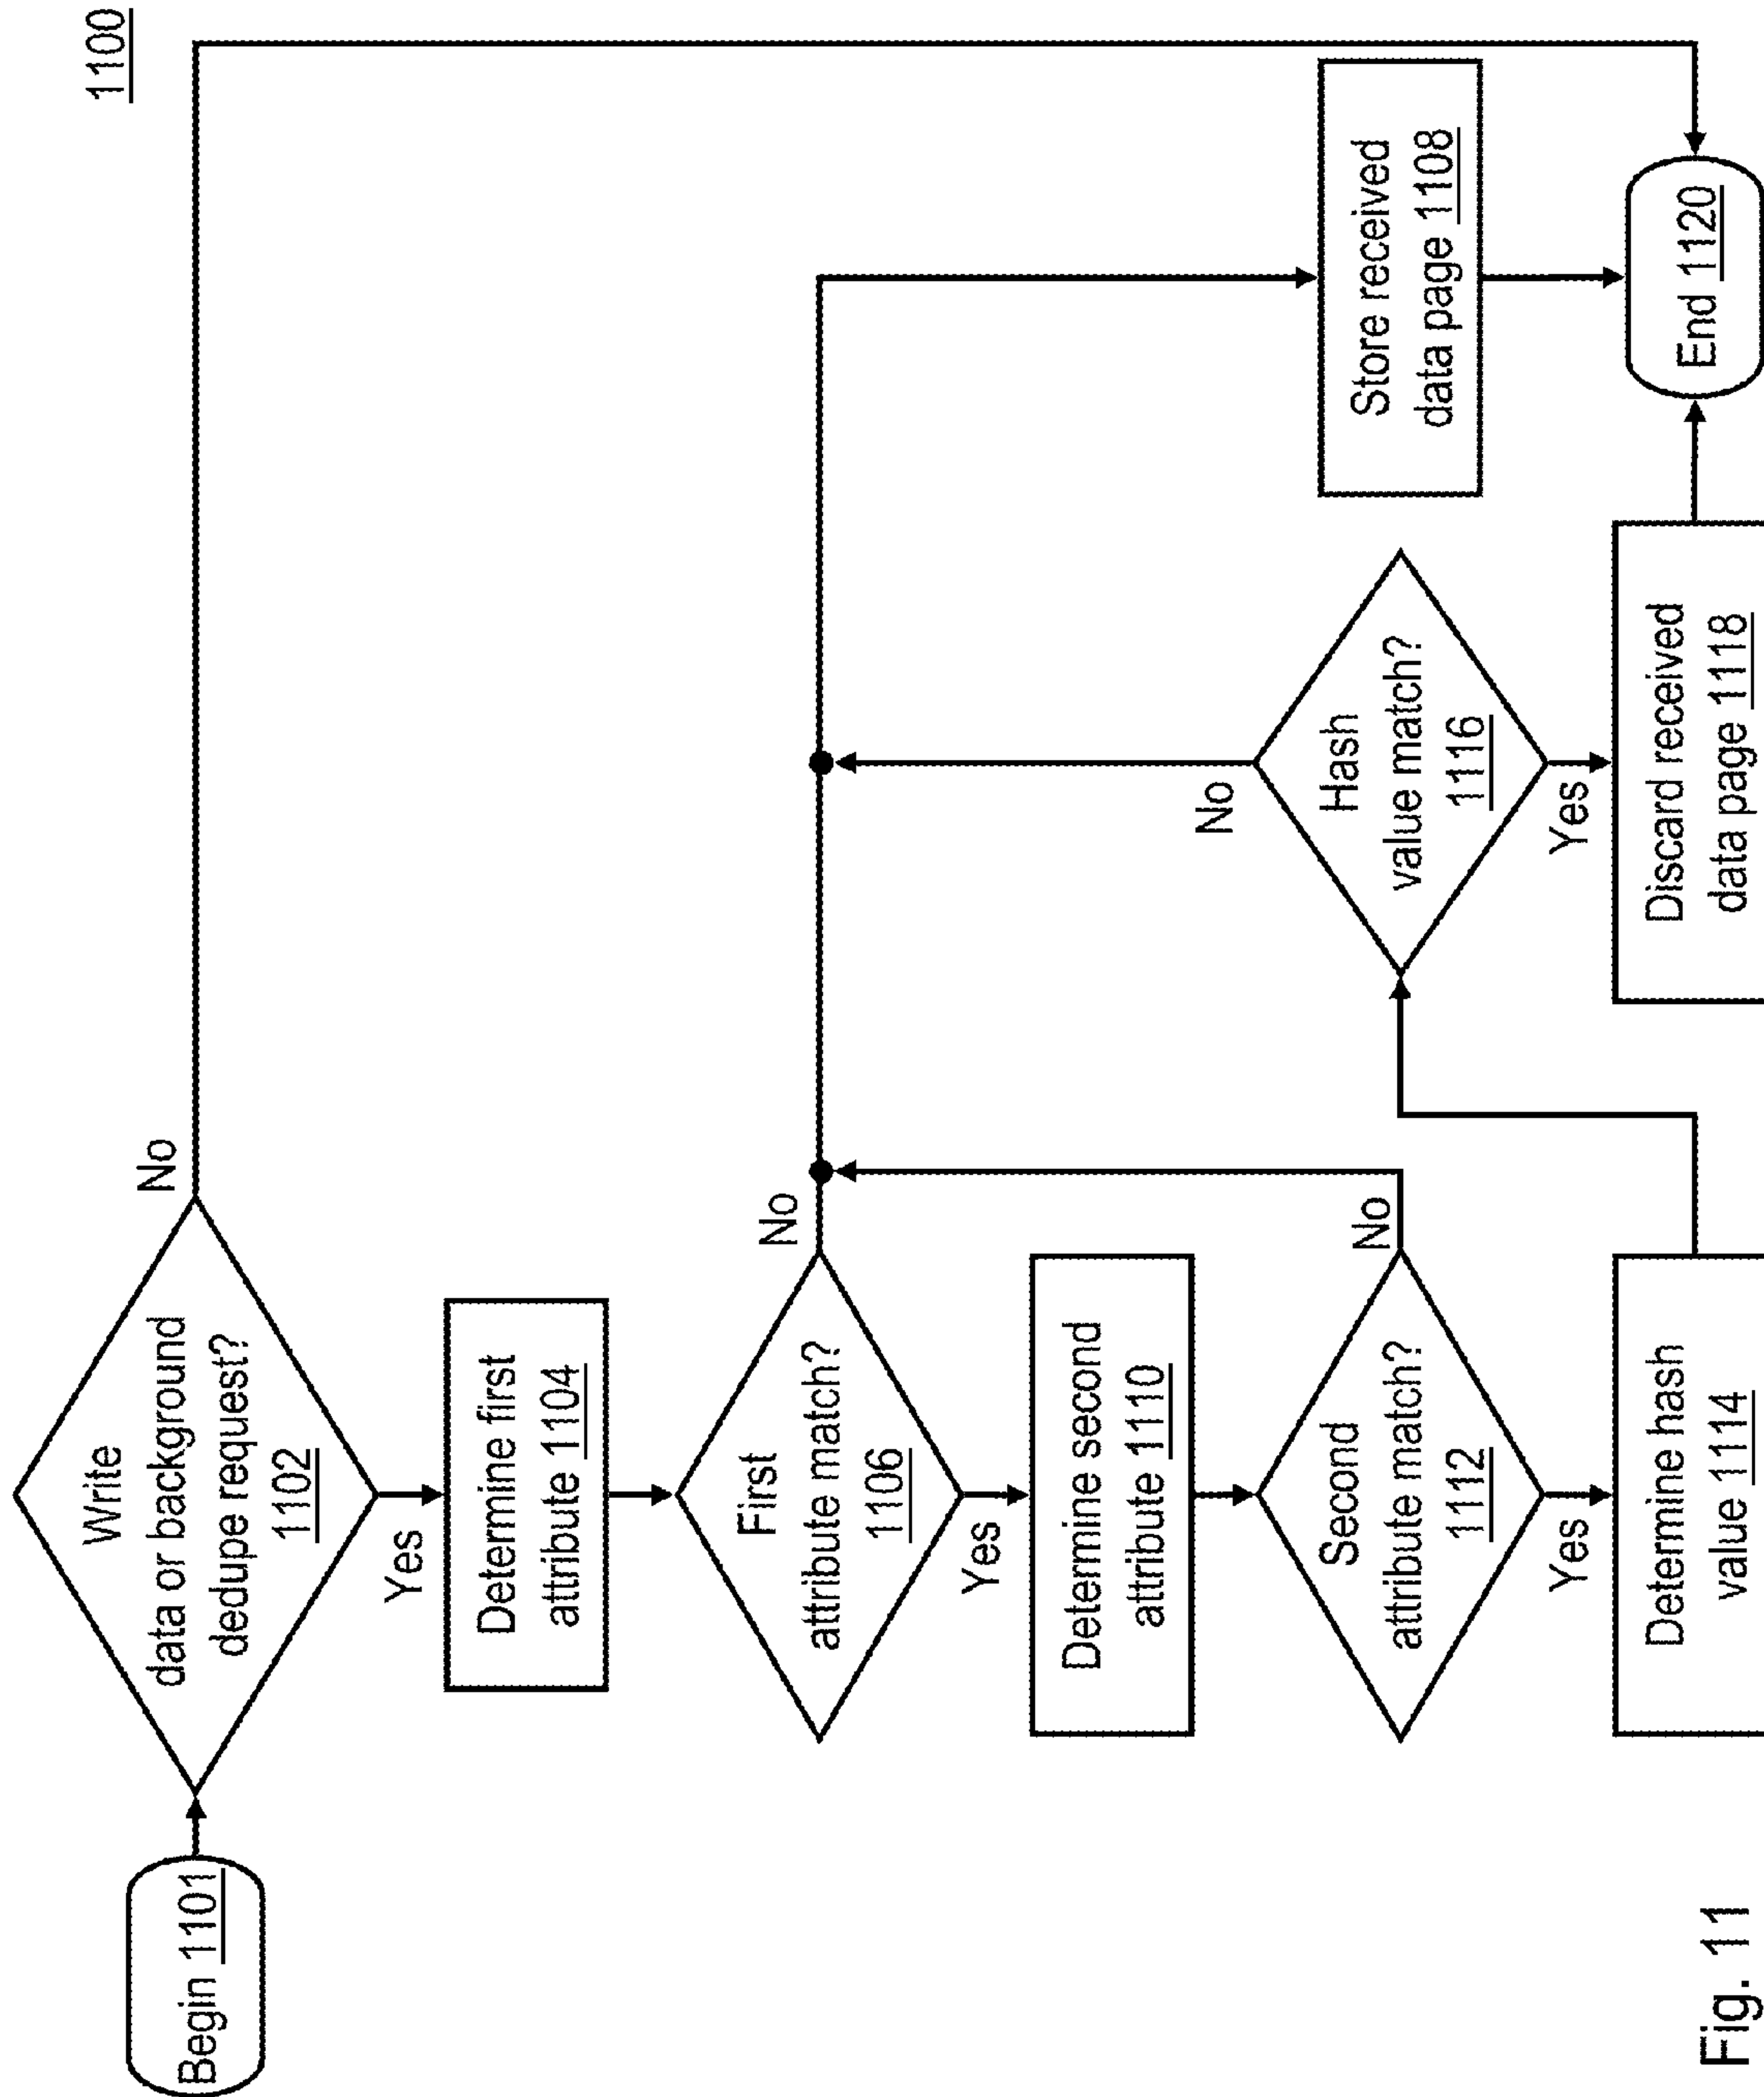 1100
Begin 1101
Write
data or background
dedupe request?
1102
No
Yes
Determine first
attribute 1104
First
attribute match?
1106
No
Yes
Determine second
attribute 1110
Second
attribute match?
1112
No
Yes
Determine hash
value 1114
Hash
value match?
1116
No
Yes
Discard received
data page 1118
Store received
data page 1108
End 1120
Fig. 11